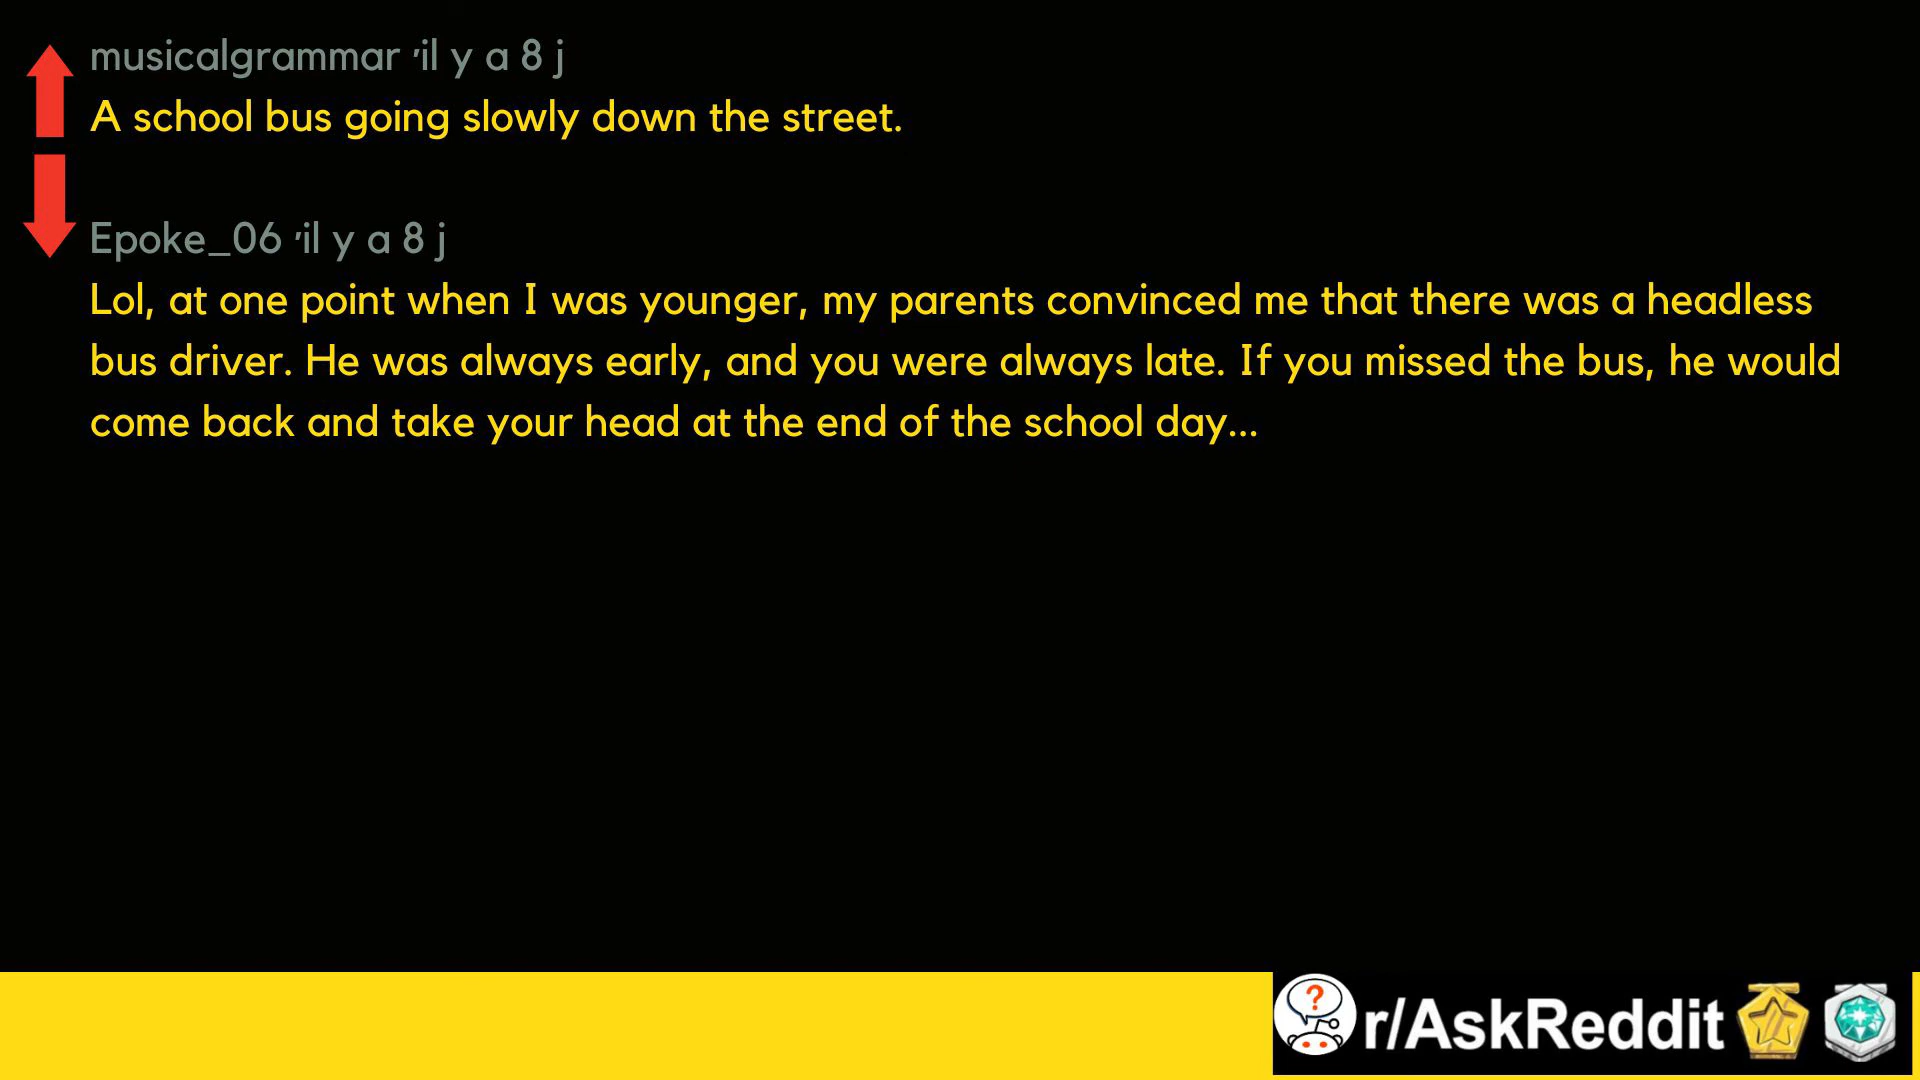 musicalgrammar 'il y a 8 j
A school bus going slowly down the street.
Epoke_06 'il y a 8 j
Lol, at one point when I was younger, my parents convinced me that there was a headless
bus driver. He was always early, and you were always late. If you missed the bus, he would
come back and take your head at the end of the school day...
?
r/AskReddit